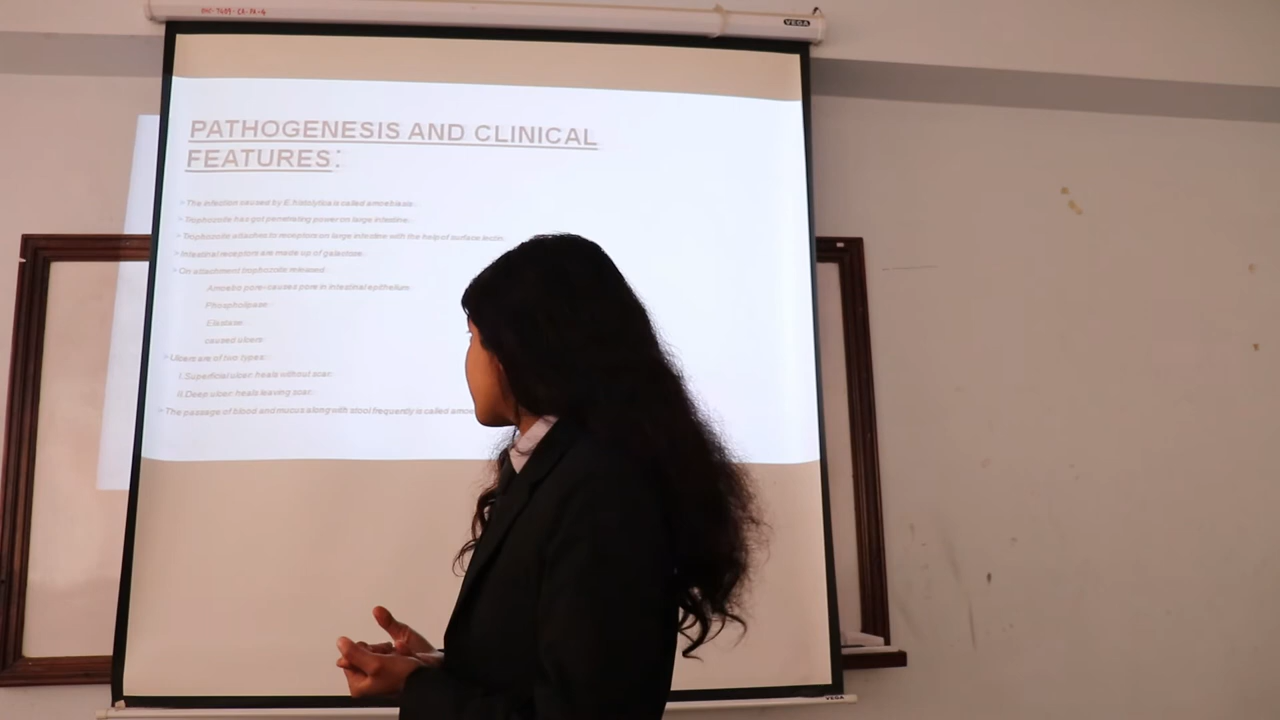 VEGA
PATHOGENESIS AND CLINICAL
FEATURES:
> The infection caused by E.histolytica is called amoebiasis.
> Trophozoite has got penetrating power on large intestine.
> Trophozoite attaches to receptors on large intestine with the help of surface lectin.
> Intestinal receptors are made up of galactose.
> On attachment trophozoite released:
Amoebo pore-causes pore in intestinal epithelium
Phospholipase:
Elastase:
caused ulcers:
> Ulcers are of two types:
I.Superficial ulcer: heals without scar.
II.Deep ulcer: heals leaving scar.
> The passage of blood and mucus along with stool frequently is called
VEGA